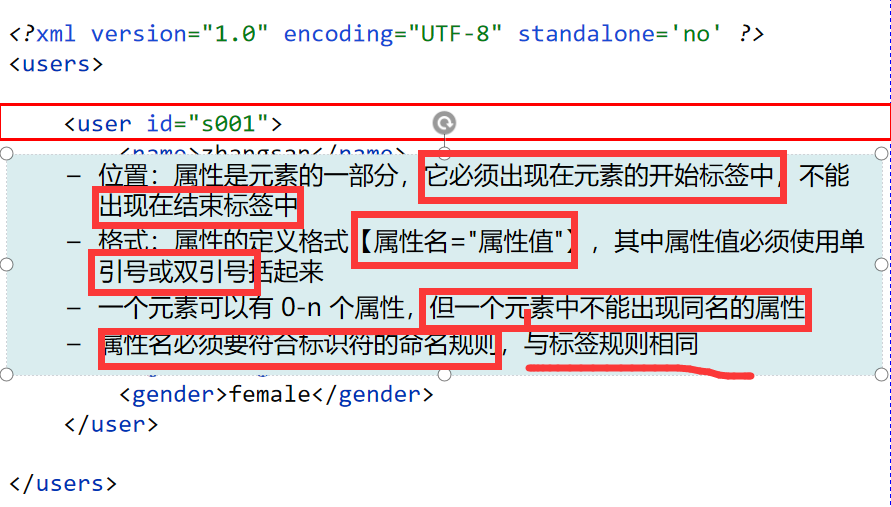 <?xml version="1.0" encoding="UTF-8" standalone='no' ?>
<users>
<user id="s001">
<name>zhangsan</name>
– 位置：属性是元素的一部分，它必须出现在元素的开始标签中，不能
出现在结束标签中
– 格式：属性的定义格式【属性名="属性值"】，其中属性值必须使用单
引号或双引号括起来
– 一个元素可以有 0-n 个属性，但一个元素中不能出现同名的属性
– 属性名必须要符合标识符的命名规则，与标签规则相同
<gender>female</gender>
</user>
</users>